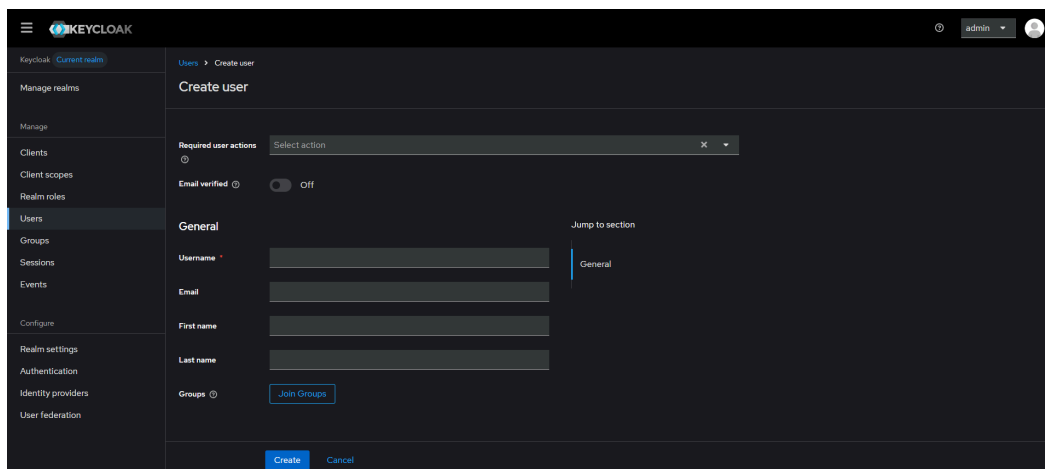 KEYCLOAK
admin
Keycloak Current realm
Manage realms
Manage
Clients
Client scopes
Realm roles
Users
Groups
Sessions
Events
Configure
Realm settings
Authentication
Identity providers
User federation
Users > Create user
Create user
Required user actions
Select action
Email verified
Off
General
Username *
Email
First name
Last name
Groups
Join Groups
Jump to section
General
Create
Cancel